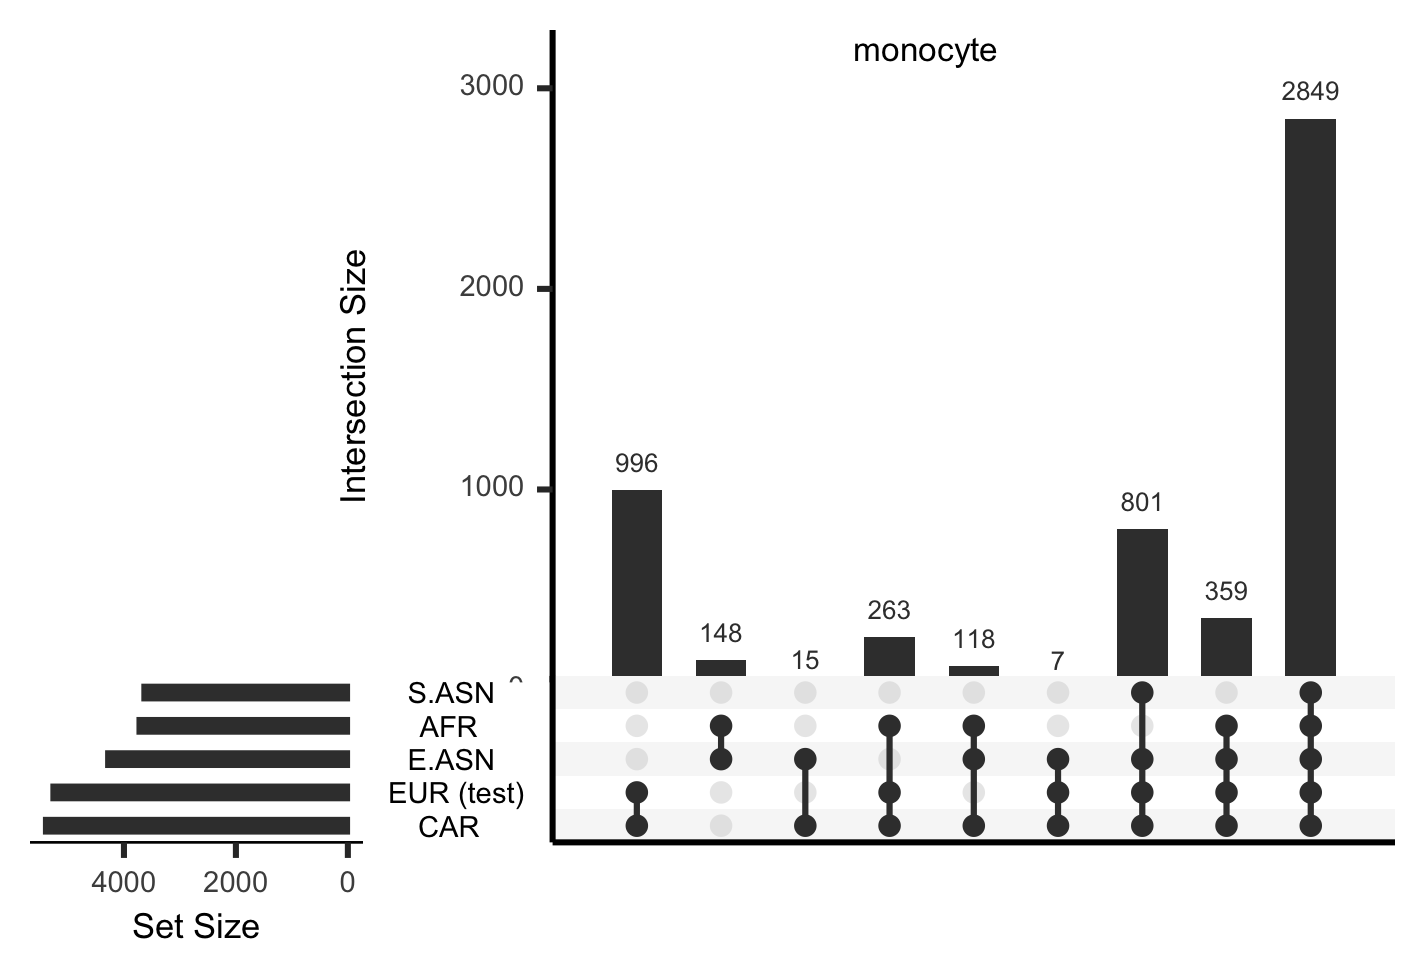 monocyte
3000
2000
1000
0
Intersection Size
996
148
15
263
118
7
801
359
2849
S.ASN
AFR
E.ASN
EUR (test)
CAR
4000 2000 0
Set Size